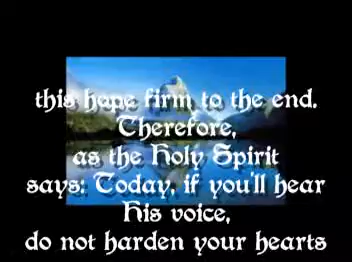 this hope firm to the end.
Therefore,
as the Holy Spirit
says: Today, if you'll hear
His voice,
do not harden your hearts